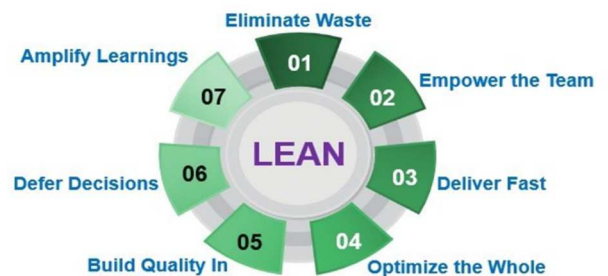 Eliminate Waste
01
Empower the Team
02
Deliver Fast
03
Optimize the Whole
04
Build Quality In
05
Defer Decisions
06
Amplify Learnings
07
LEAN